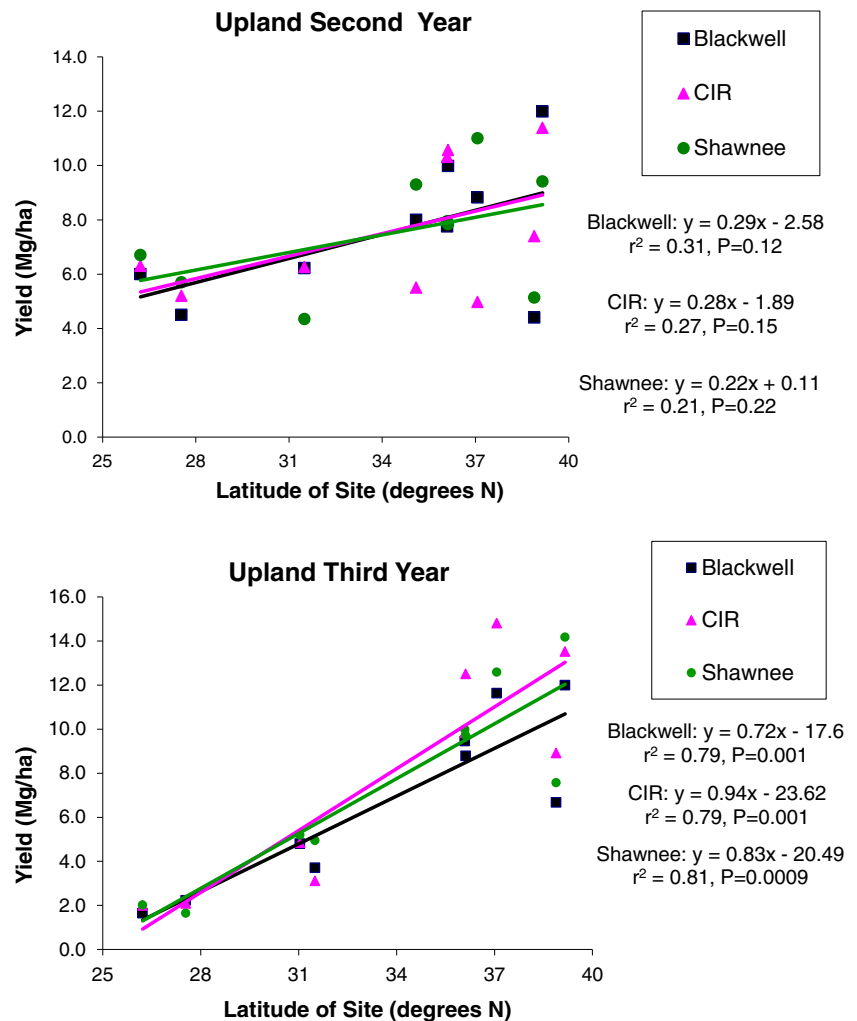 Upland Second Year
Blackwell
CIR
Shawnee
14.0
12.0
10.0
8.0
6.0
4.0
2.0
0.0
Yield (Mg/ha)
25 28 31 34 37 40
Latitude of Site (degrees N)
Blackwell: y = 0.29x - 2.58
r² = 0.31, P=0.12
CIR: y = 0.28x - 1.89
r² = 0.27, P=0.15
Shawnee: y = 0.22x + 0.11
r² = 0.21, P=0.22
Upland Third Year
Blackwell
CIR
Shawnee
16.0
14.0
12.0
10.0
8.0
6.0
4.0
2.0
0.0
Yield (Mg/ha)
25 28 31 34 37 40
Latitude of Site (degrees N)
Blackwell: y = 0.72x - 17.6
r² = 0.79, P=0.001
CIR: y = 0.94x - 23.62
r² = 0.79, P=0.001
Shawnee: y = 0.83x - 20.49
r² = 0.81, P=0.0009